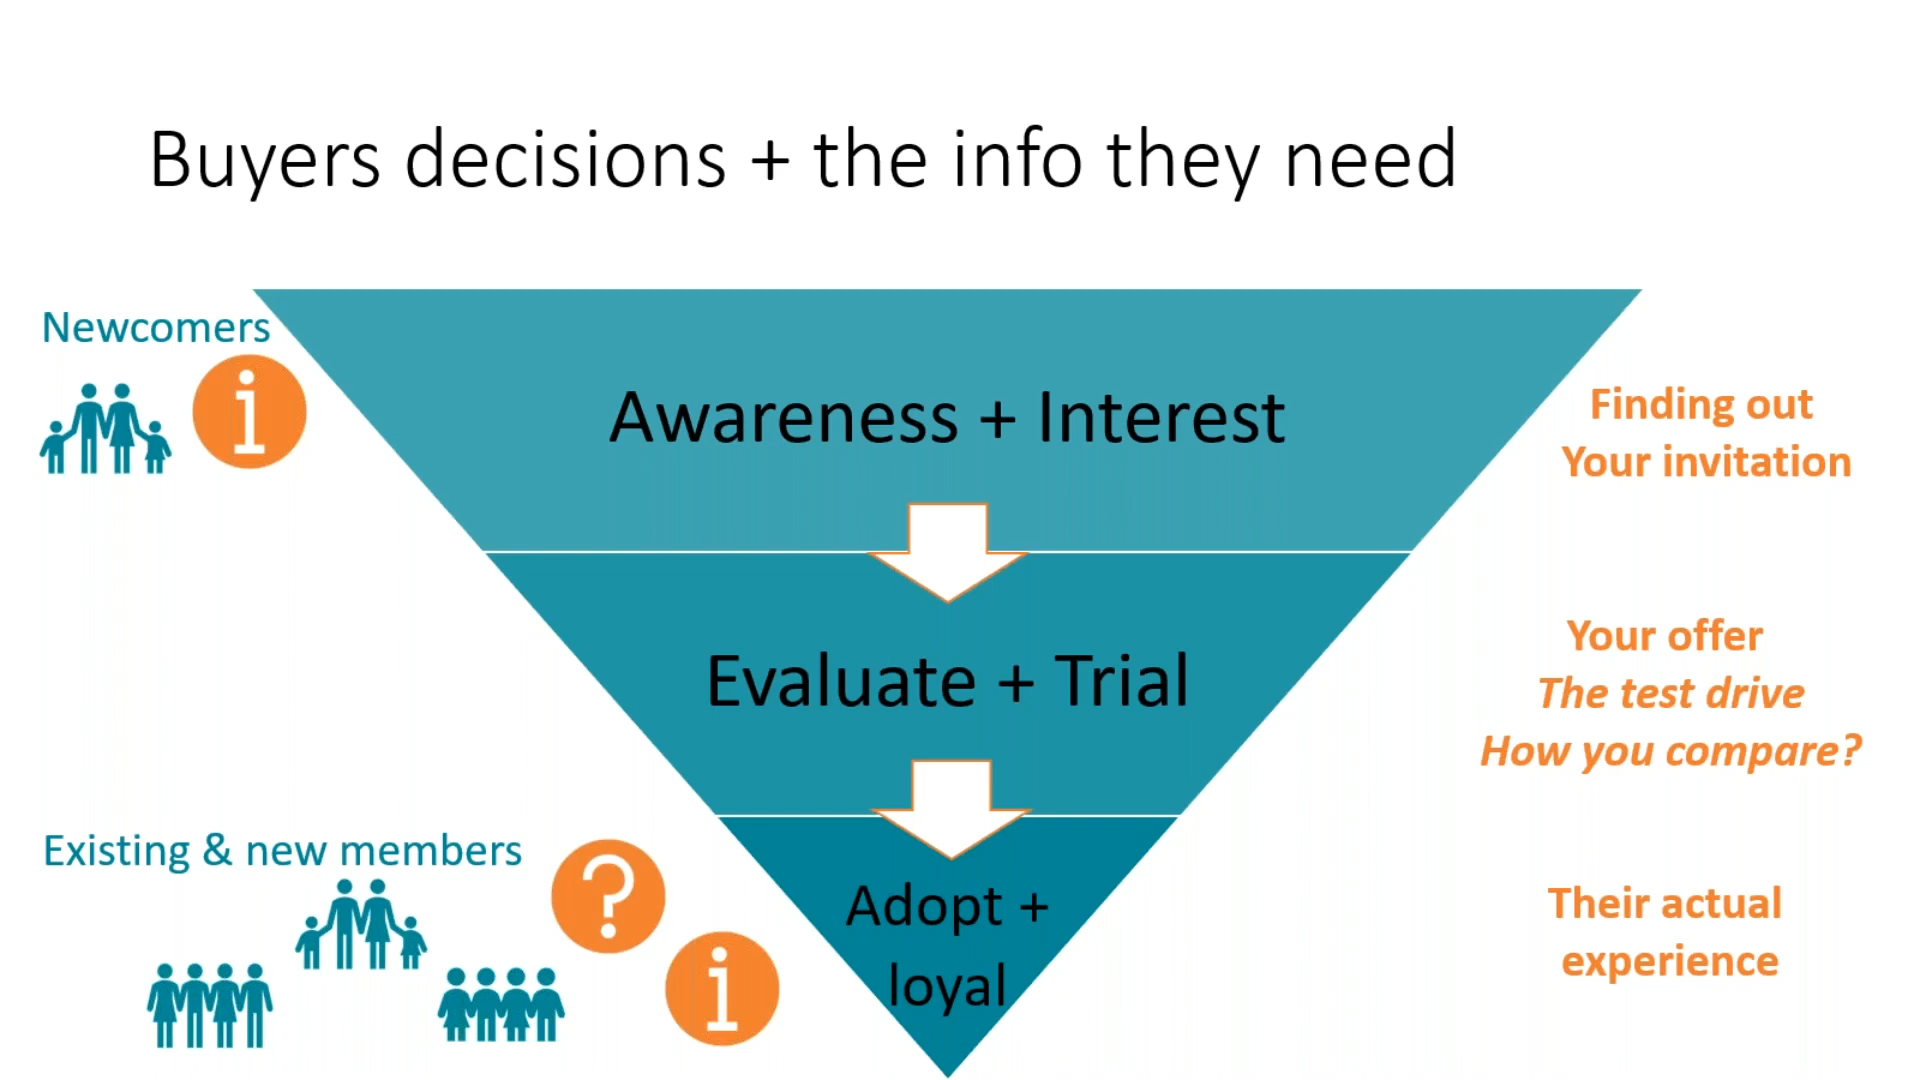 Buyers decisions + the info they need
Newcomers
i
Awareness + Interest
Finding out
Your invitation
Evaluate + Trial
Your offer
The test drive
How you compare?
Existing & new members
?
i
Adopt +
loyal
Their actual
experience